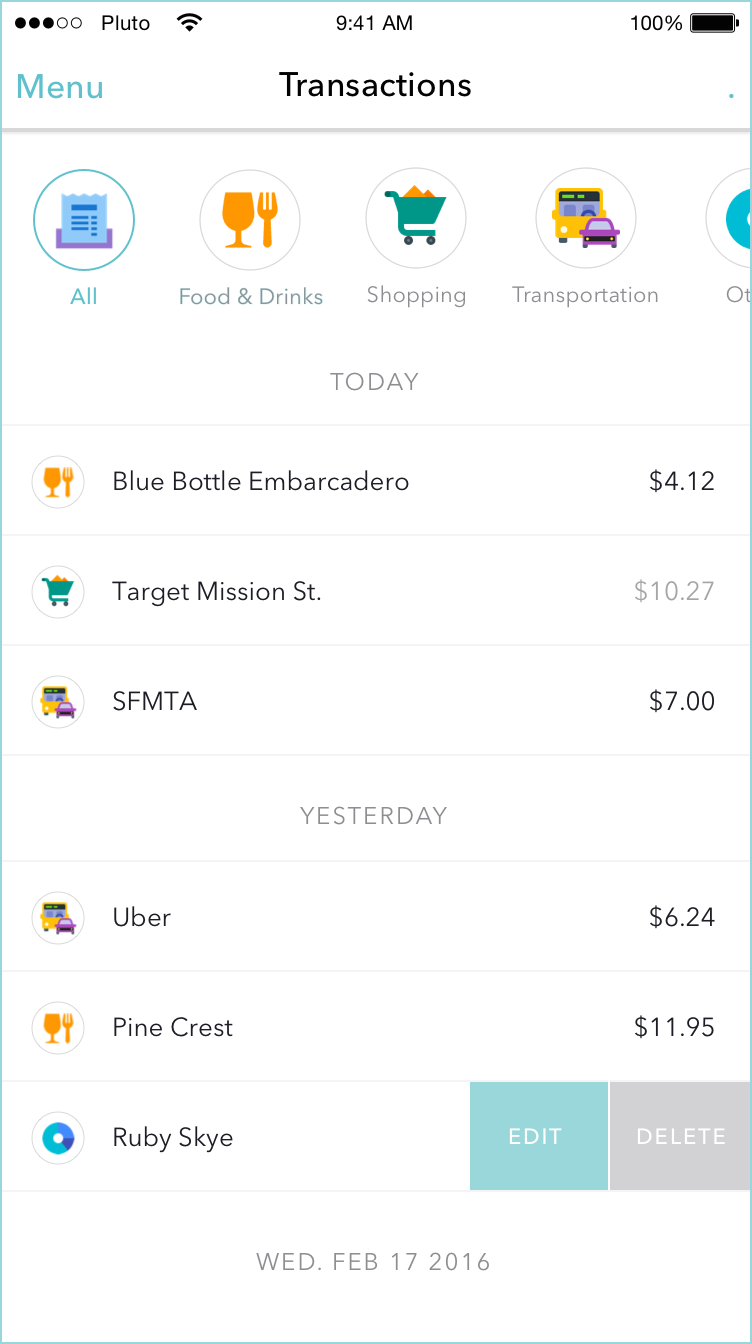 Pluto 9:41 AM 100%
Menu Transactions .
All Food & Drinks Shopping Transportation Ot
TODAY
Blue Bottle Embarcadero $4.12
Target Mission St. $10.27
SFMTA $7.00
YESTERDAY
Uber $6.24
Pine Crest $11.95
Ruby Skye EDIT DELETE
WED. FEB 17 2016